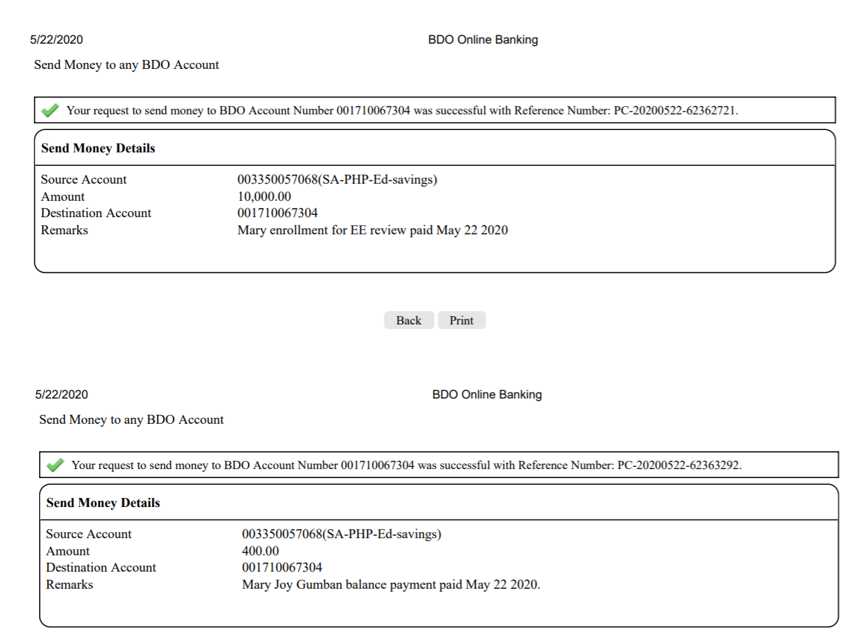 5/22/2020 BDO Online Banking
Send Money to any BDO Account
Your request to send money to BDO Account Number 001710067304 was successful with Reference Number: PC-20200522-62362721.
Send Money Details
Source Account 003350057068(SA-PHP-Ed-savings)
Amount 10,000.00
Destination Account 001710067304
Remarks Mary enrollment for EE review paid May 22 2020
Back Print
5/22/2020 BDO Online Banking
Send Money to any BDO Account
Your request to send money to BDO Account Number 001710067304 was successful with Reference Number: PC-20200522-62363292.
Send Money Details
Source Account 003350057068(SA-PHP-Ed-savings)
Amount 400.00
Destination Account 001710067304
Remarks Mary Joy Gumban balance payment paid May 22 2020.